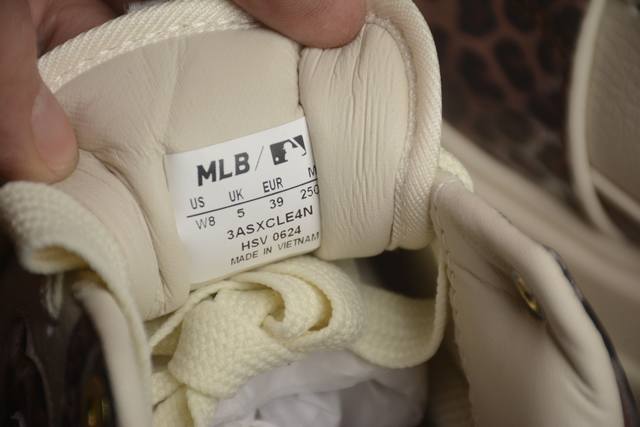 MLB /
US UK EUR M
W8 5 39 250
3ASXCLE4N
HSV 0624
MADE IN VIETNAM